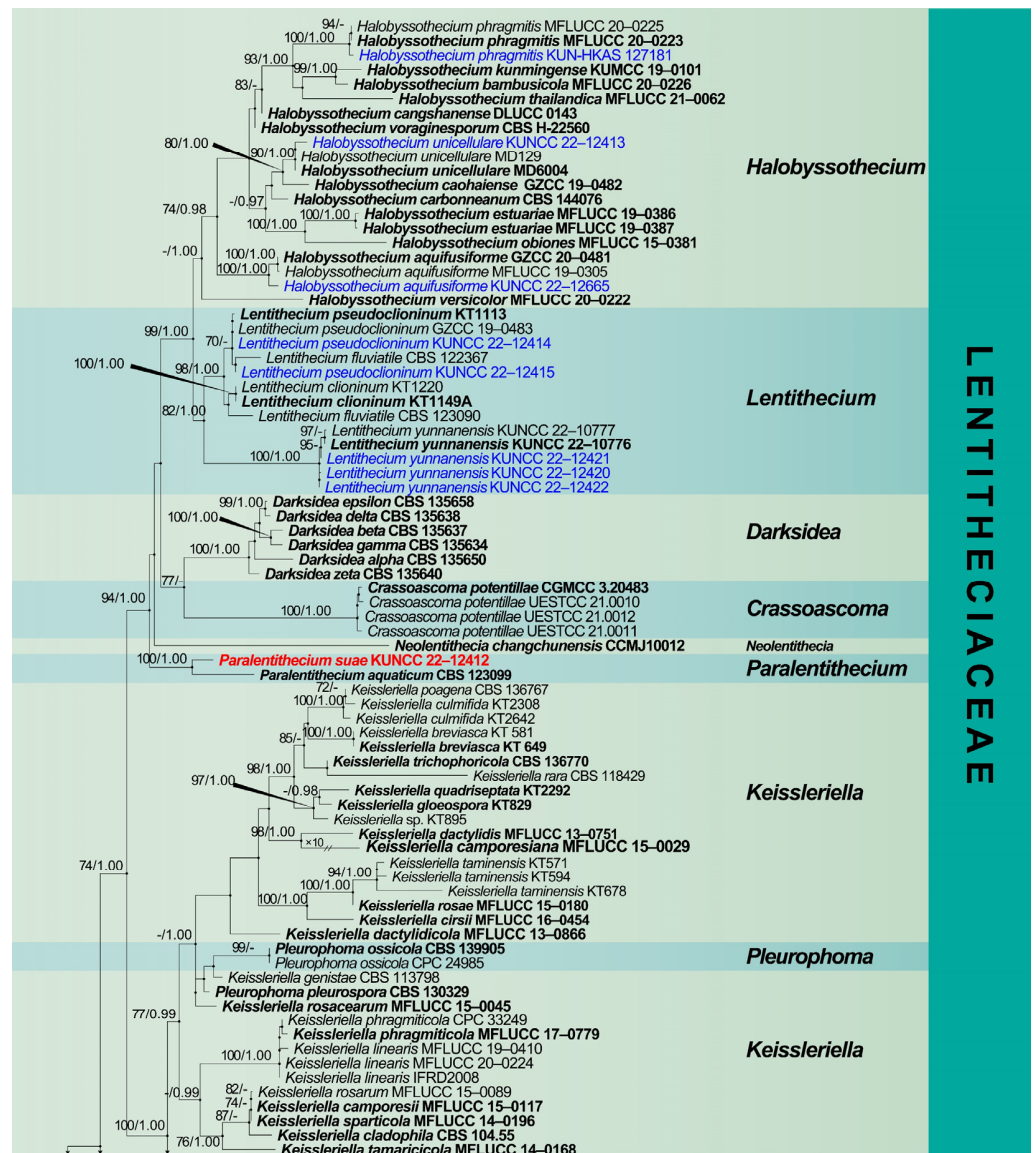 94/-
Halobyssothecium phragmitis MFLUCC 20–0225
100/1.00
Halobyssothecium phragmitis MFLUCC 20–0223
Halobyssothecium phragmitis KUN-HKAS 127181
93/1.00
99/1.00
Halobyssothecium kunmingense KUMCC 19–0101
83/-
Halobyssothecium bambusicola MFLUCC 20–0226
Halobyssothecium thailandica MFLUCC 21–0062
Halobyssothecium cangshanense DLUCC 0143
Halobyssothecium voraginesporum CBS H-22560
80/1.00
Halobyssothecium unicellulare KUNCC 22–12413
90/1.00
Halobyssothecium unicellulare MD129
Halobyssothecium
Halobyssothecium unicellulare MD6004
Halobyssothecium caohaiense GZCC 19–0482
-/0.97
Halobyssothecium carbonneanum CBS 144076
74/0.98
100/1.00
Halobyssothecium estuariae MFLUCC 19–0386
100/1.00
Halobyssothecium estuariae MFLUCC 19–0387
Halobyssothecium obiones MFLUCC 15–0381
-/1.00
100/1.00
Halobyssothecium aquifusiforme GZCC 20–0481
100/1.00
Halobyssothecium aquifusiforme MFLUCC 19–0305
Halobyssothecium aquifusiforme KUNCC 22–12665
Halobyssothecium versicolor MFLUCC 20–0222
Lentithecium pseudoclioninum KT1113
99/1.00
Lentithecium pseudoclioninum GZCC 19–0483
70/-
Lentithecium pseudoclioninum KUNCC 22–12414
Lentithecium fluviatile CBS 122367
100/1.00
98/1.00
Lentithecium pseudoclioninum KUNCC 22–12415
Lentithecium clioninum KT1220
Lentithecium clioninum KT1149A
Lentithecium
82/1.00
Lentithecium fluviatile CBS 123090
97/-
Lentithecium yunnanensis KUNCC 22–10777
95-
Lentithecium yunnanensis KUNCC 22–10776
100/1.00
Lentithecium yunnanensis KUNCC 22–12421
Lentithecium yunnanensis KUNCC 22–12420
Lentithecium yunnanensis KUNCC 22–12422
99/1.00
Darksidea epsilon CBS 135658
100/1.00
Darksidea delta CBS 135638
Darksidea beta CBS 135637
Darksidea
100/1.00
Darksidea gamma CBS 135634
Darksidea alpha CBS 135650
Darksidea zeta CBS 135640
77/-
Crassoascoma potentillae CGMCC 3.20483
94/1.00
Crassoascoma potentillae UESTCC 21.0010
Crassoascoma
100/1.00
Crassoascoma potentillae UESTCC 21.0012
Crassoascoma potentillae UESTCC 21.0011
Neolentithecia changchunensis CCMJ10012
Neolentithecia
100/1.00
Paralentithecium suae KUNCC 22–12412
Paralentithecium
Paralentithecium aquaticum CBS 123099
72/-
Keissleriella poagena CBS 136767
100/1.00
Keissleriella culmifida KT2308
Keissleriella culmifida KT2642
85/-
100/1.00
Keissleriella breviasca KT 581
Keissleriella breviasca KT 649
98/1.00
Keissleriella trichophoricola CBS 136770
Keissleriella rara CBS 118429
97/1.00
-/0.98
Keissleriella quadriseptata KT2292
Keissleriella
Keissleriella gloeospora KT829
Keissleriella sp. KT895
98/1.00
Keissleriella dactylidis MFLUCC 13–0751
×10
Keissleriella camporesiana MFLUCC 15–0029
74/1.00
94/1.00
Keissleriella taminensis KT571
Keissleriella taminensis KT594
100/1.00
Keissleriella taminensis KT678
100/1.00
Keissleriella rosae MFLUCC 15–0180
Keissleriella cirsii MFLUCC 16–0454
Keissleriella dactylidicola MFLUCC 13–0866
-/1.00
99/-
Pleurophoma ossicola CBS 139905
Pleurophoma
Pleurophoma ossicola CPC 24985
Keissleriella genistae CBS 113798
Pleurophoma pleurospora CBS 130329
Keissleriella rosacearum MFLUCC 15–0045
77/0.99
Keissleriella phragmiticola CPC 33249
Keissleriella phragmiticola MFLUCC 17–0779
100/1.00
Keissleriella linearis MFLUCC 19–0410
Keissleriella
Keissleriella linearis MFLUCC 20–0224
Keissleriella linearis IFRD2008
-/0.99
82/-
Keissleriella rosarum MFLUCC 15–0089
74/-
Keissleriella camporesii MFLUCC 15–0117
87/-
Keissleriella sparticola MFLUCC 14–0196
100/1.00
Keissleriella cladophila CBS 104.55
76/1.00
Keissleriella tamaricicola MFLUCC 14–0168
LENTITHECIACEAE